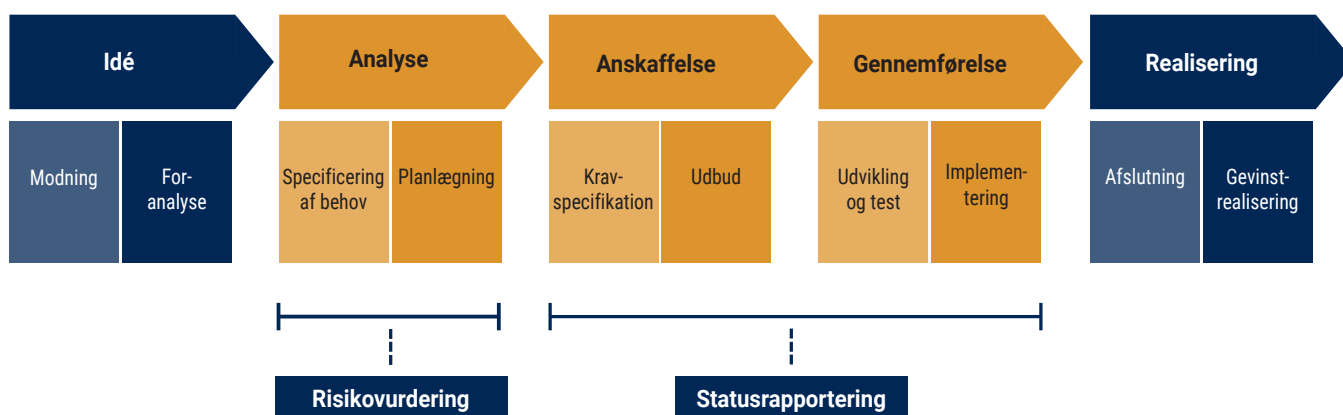 Idé
Analyse
Anskaffelse
Gennemførelse
Realisering
Modning
For-
analyse
Specificering
af behov
Planlægning
Krav-
specifikation
Udbud
Udvikling
og test
Implemen-
tering
Afslutning
Gevinst-
realisering
Risikovurdering
Statusrapportering